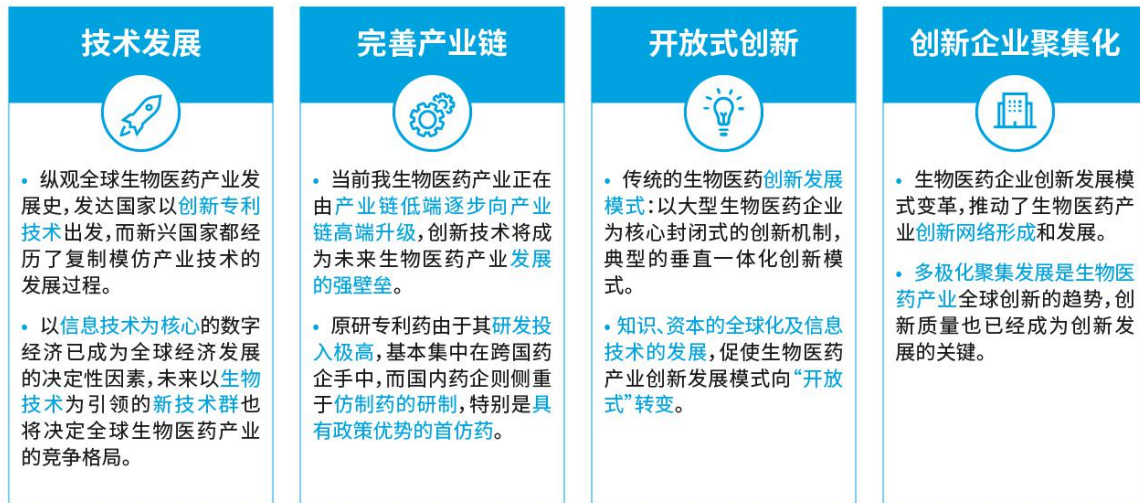 技术发展
• 纵观全球生物医药产业发
展史，发达国家以创新专利
技术出发，而新兴国家都经
历了复制模仿产业技术的
发展过程。
• 以信息技术为核心的数字
经济已成为全球经济发展
的决定性因素，未来以生物
技术为引领的新技术群也
将决定全球生物医药产业
的竞争格局。
完善产业链
• 当前我生物医药产业正在
由产业链低端逐步向产业
链高端升级，创新技术将成
为未来生物医药产业发展
的强壁垒。
• 原研专利药由于其研发投
入极高，基本集中在跨国药
企手中，而国内药企则侧重
于仿制药的研制，特别是具
有政策优势的首仿药。
开放式创新
• 传统的生物医药创新发展
模式：以大型生物医药企业
为核心封闭式的创新机制，
典型的垂直一体化创新模
式。
• 知识、资本的全球化及信息
技术的发展，促使生物医药
产业创新发展模式向“开放
式”转变。
创新企业聚集化
• 生物医药企业创新发展模
式变革，推动了生物医药产
业创新网络形成和发展。
• 多极化聚集发展是生物医
药产业全球创新的趋势，创
新质量也已经成为创新发
展的关键。